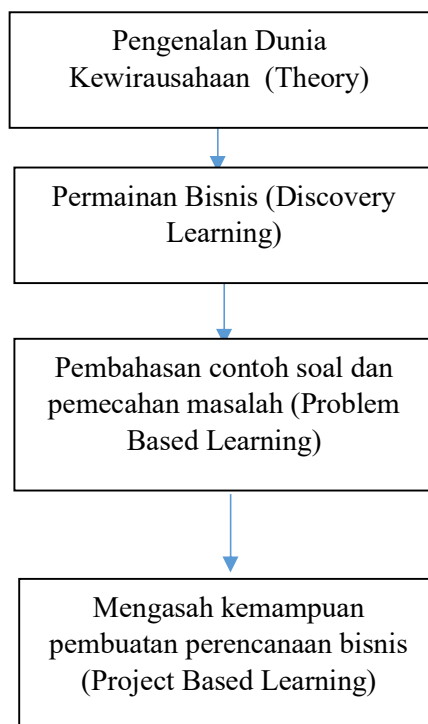 Pengenalan Dunia
Kewirausahaan (Theory)
Permainan Bisnis (Discovery
Learning)
Pembahasan contoh soal dan
pemecahan masalah (Problem
Based Learning)
Mengasah kemampuan
pembuatan perencanaan bisnis
(Project Based Learning)